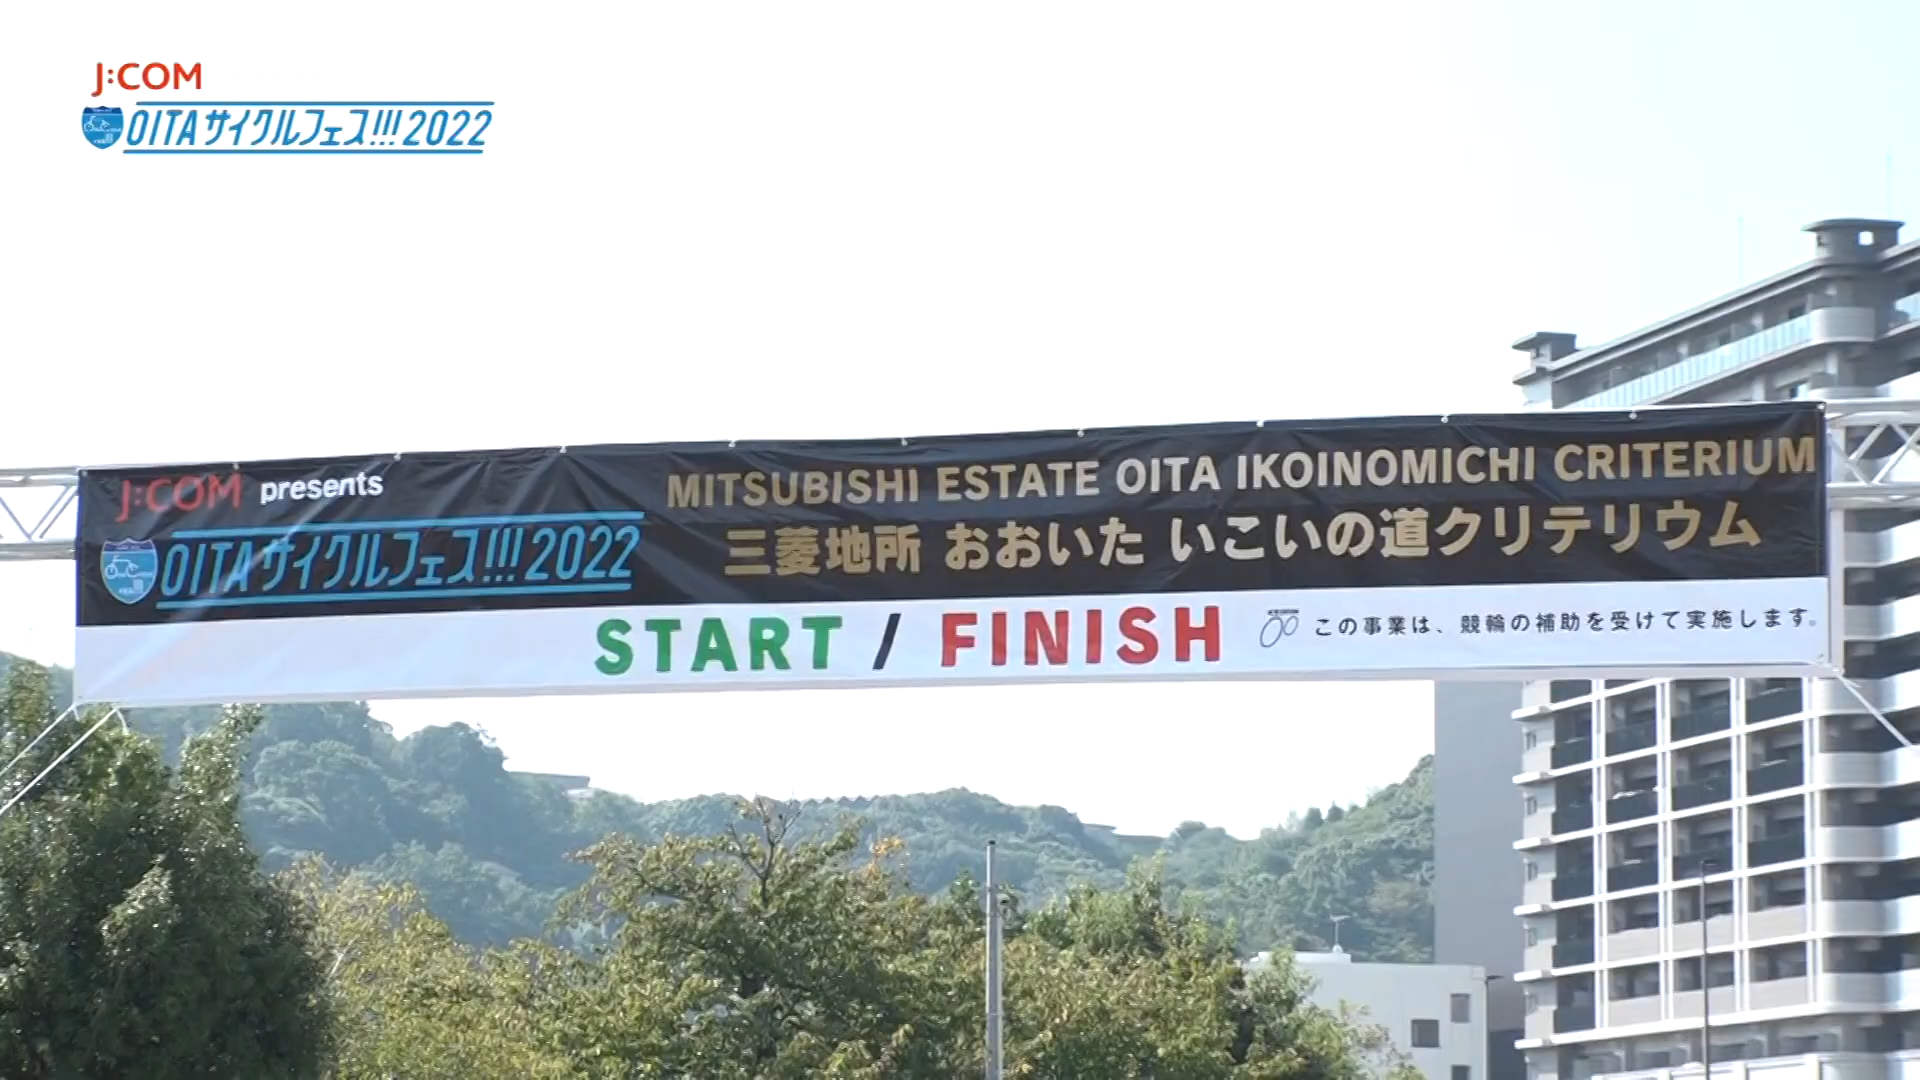 J:COM
OITAサイクルフェス!!! 2022
J:COM presents
OITAサイクルフェス!!! 2022
MITSUBISHI ESTATE OITA IKOINOMICHI CRITERIUM
三菱地所 おおいた いこいの道クリテリウム
START / FINISH
この事業は、競輪の補助を受けて実施します。